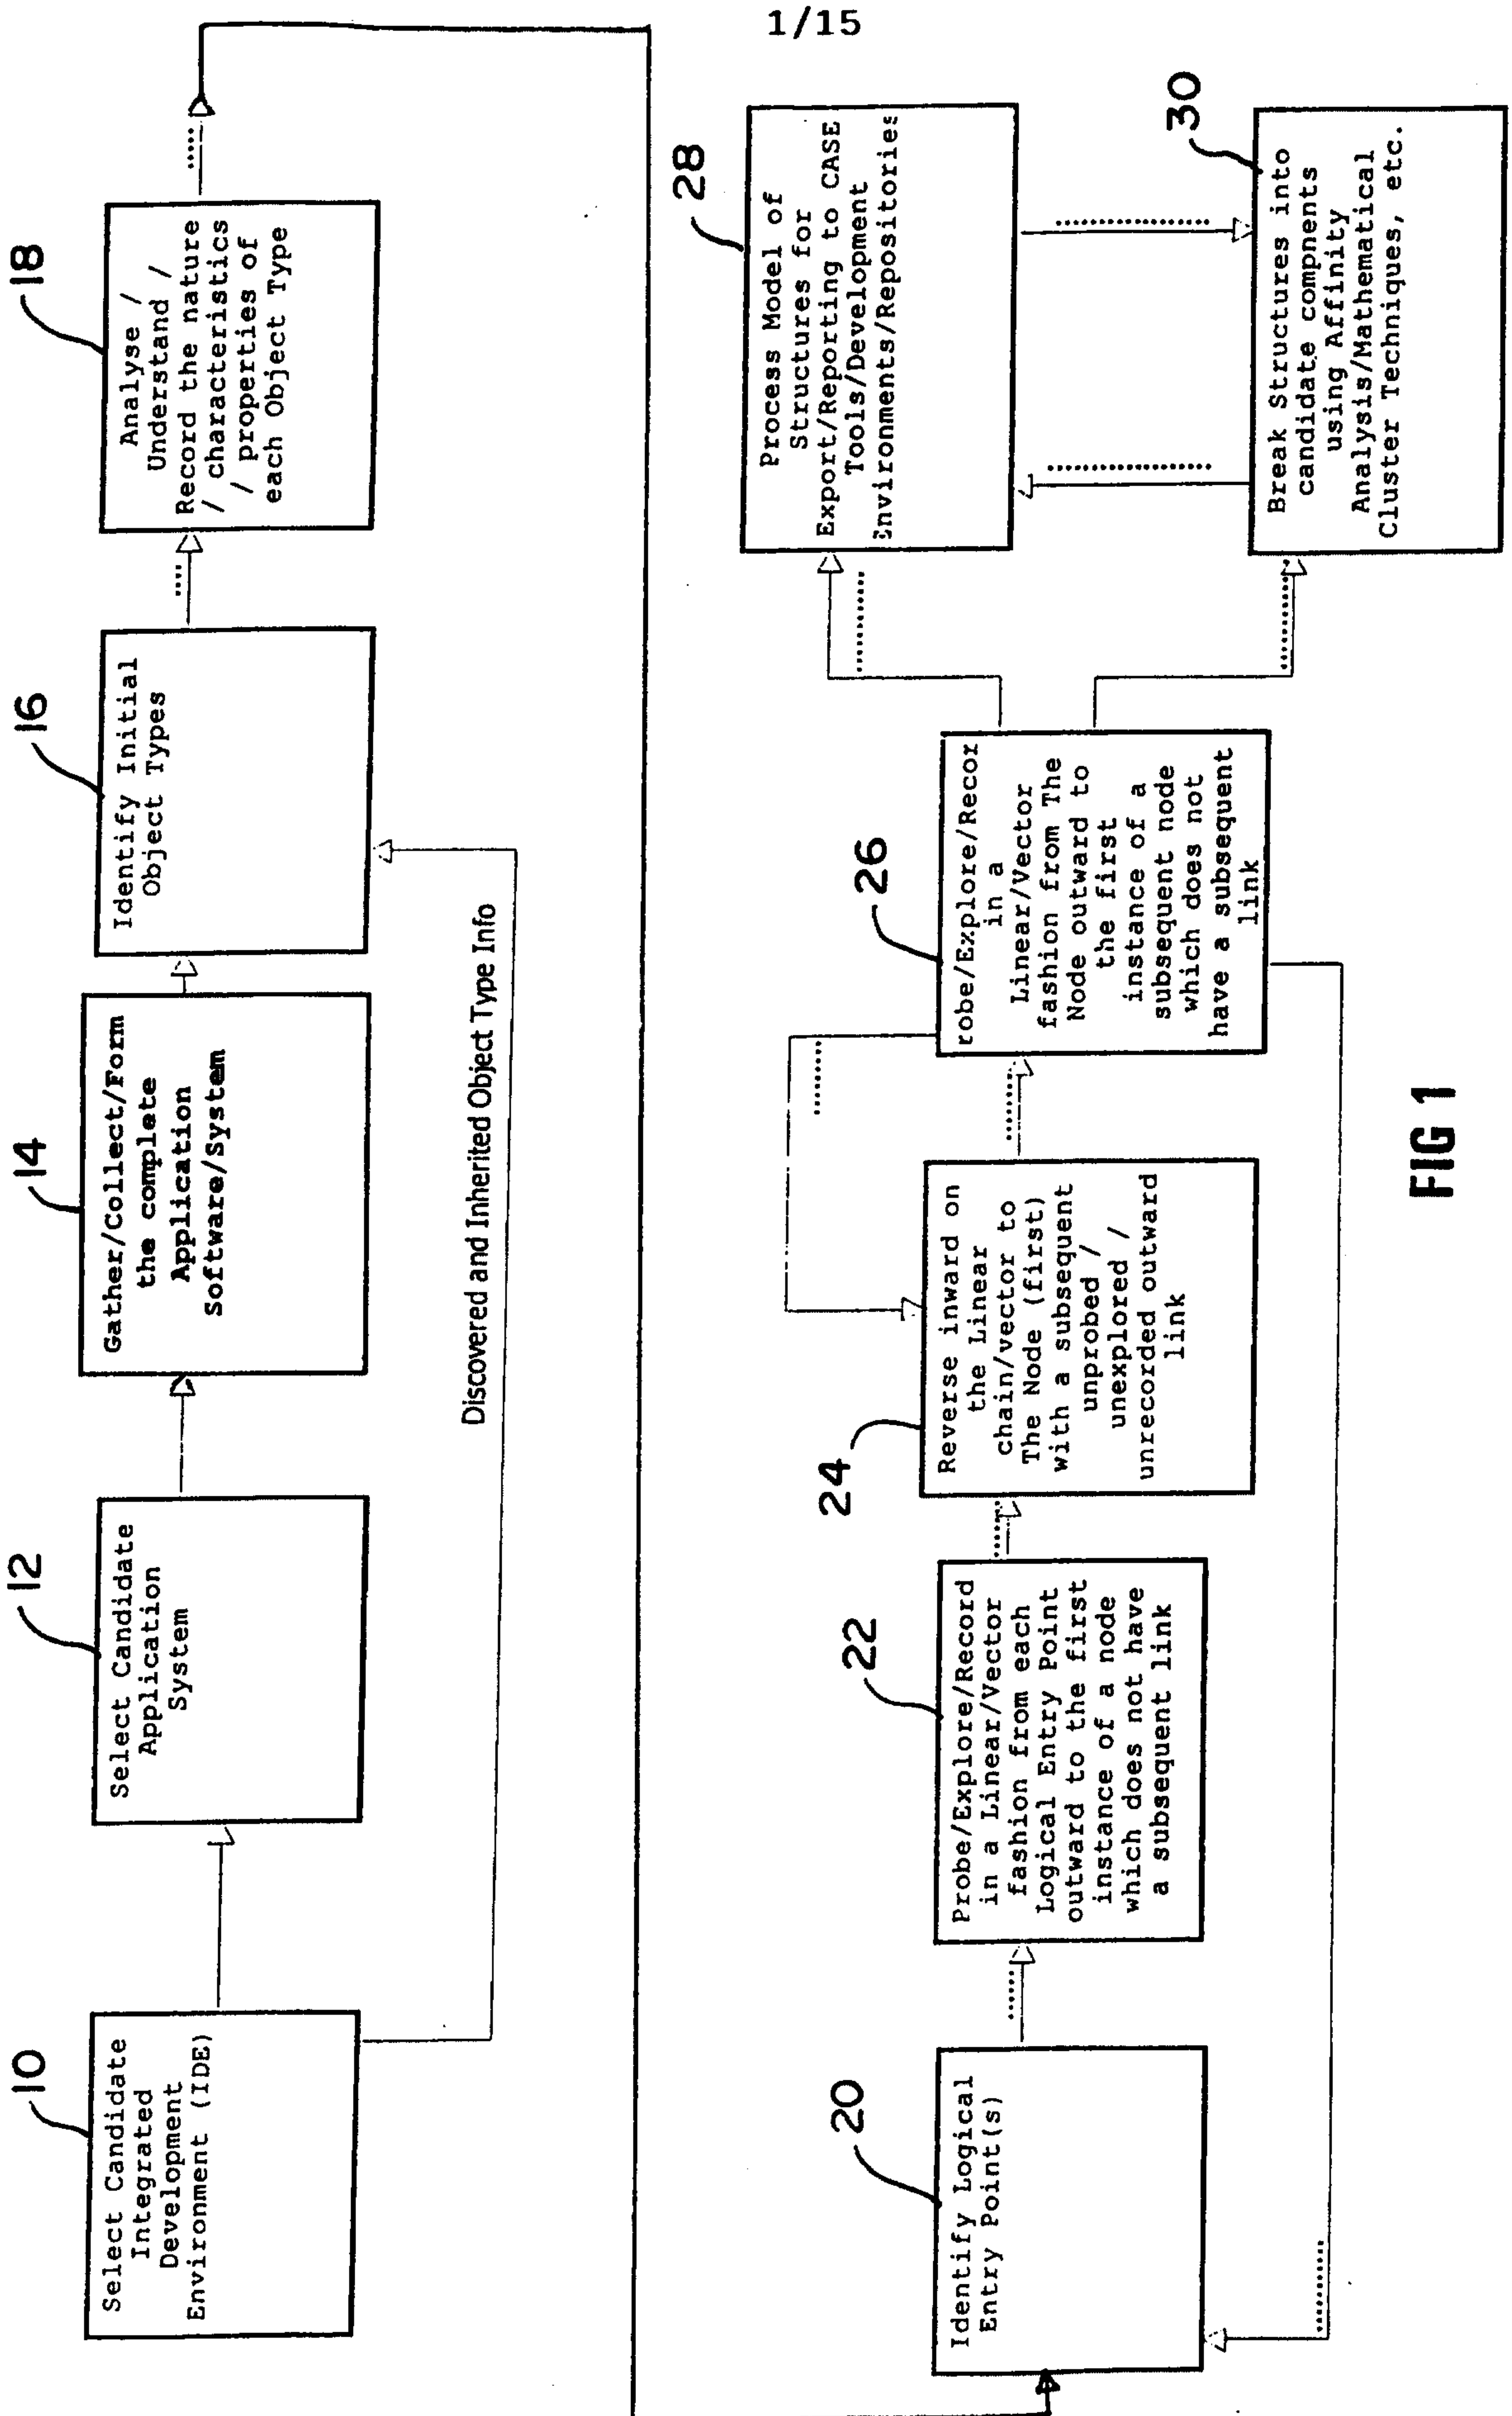 1/15
10
Select Candidate
Integrated
Development
Environment (IDE)
12
Select Candidate
Application
System
14
Gather/Collect/Form
the complete
Application
Software/System
16
Identify Initial
Object Types
18
Analyse /
Understand /
Record the nature
/ characteristics
/ properties of
each Object Type
Discovered and Inherited Object Type Info
20
Identify Logical
Entry Point(s)
22
Probe/Explore/Record
in a Linear/Vector
fashion from each
Logical Entry Point
outward to the first
instance of a node
which does not have
a subsequent link
24
Reverse inward on
the Linear
chain/vector to
The Node (first)
with a subsequent
unprobed /
unexplored /
unrecorded outward
link
26
robe/Explore/Recor
in a
Linear/Vector
fashion from The
Node outward to
the first
instance of a
subsequent node
which does not
have a subsequent
link
28
Process Model of
Structures for
Export/Reporting to CASE
Tools/Development
Environments/Repositories
30
Break Structures into
candidate compnents
using Affinity
Analysis/Mathematical
Cluster Techniques, etc.
FIG 1